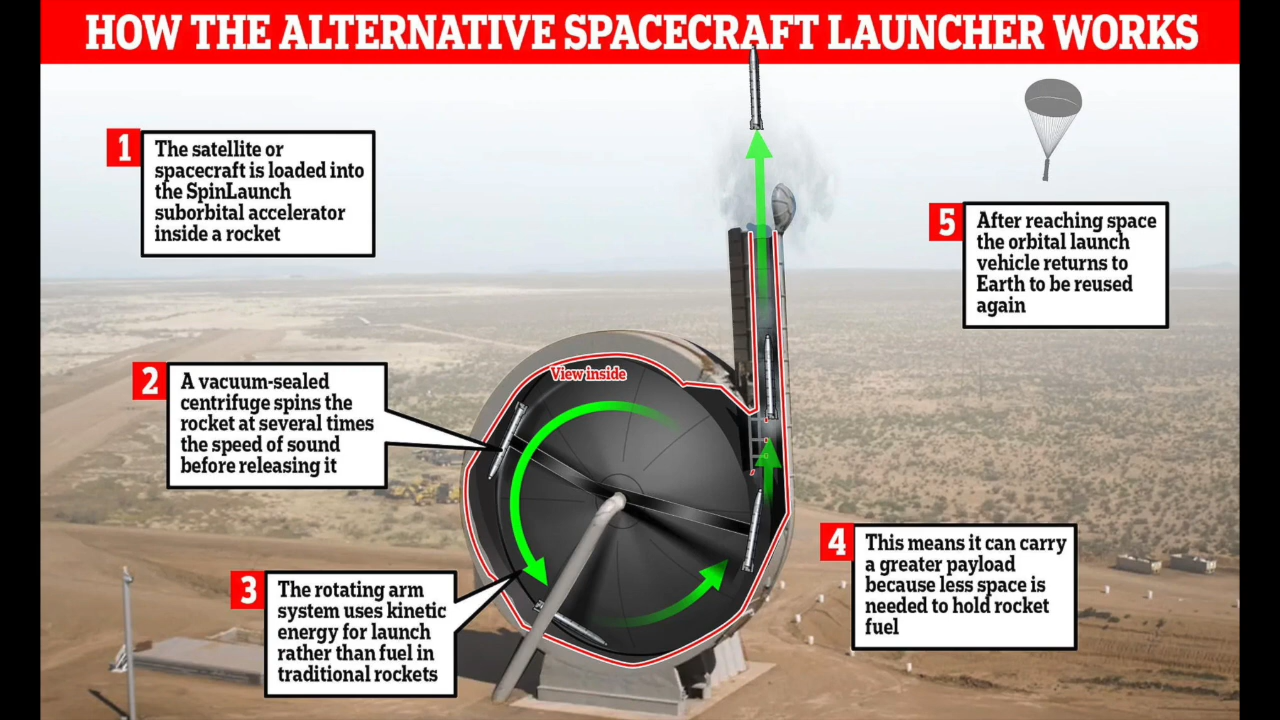 HOW THE ALTERNATIVE SPACECRAFT LAUNCHER WORKS
1
The satellite or
spacecraft is loaded into
the SpinLaunch
suborbital accelerator
inside a rocket
2
A vacuum-sealed
centrifuge spins the
rocket at several times
the speed of sound
before releasing it
View inside
3
The rotating arm
system uses kinetic
energy for launch
rather than fuel in
traditional rockets
4
This means it can carry
a greater payload
because less space is
needed to hold rocket
fuel
5
After reaching space
the orbital launch
vehicle returns to
Earth to be reused
again